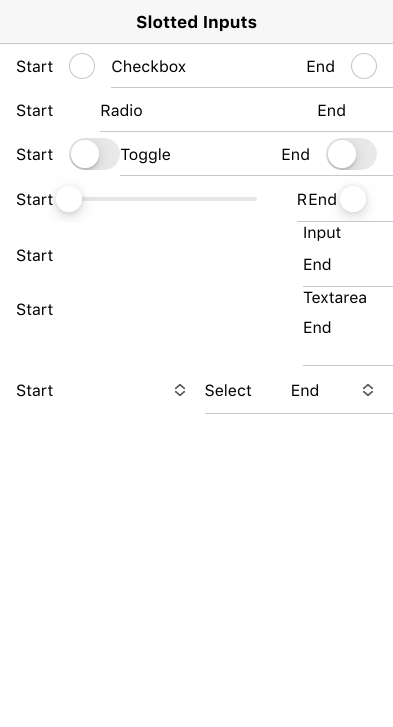 Slotted Inputs
Start Checkbox End
Start Radio End
Start Toggle End
Start REnd
Input
Start End
Textarea
Start End
Start Select End